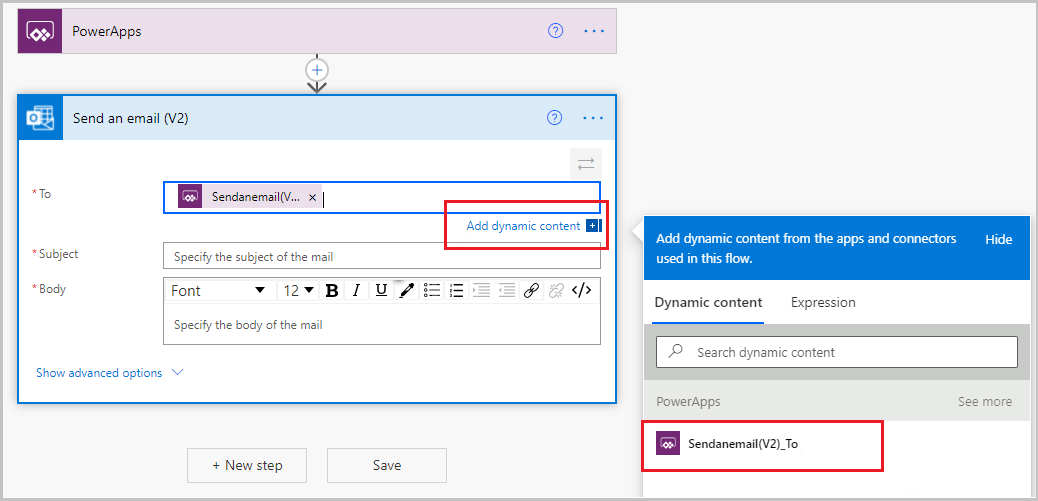 PowerApps
?
...
+
Send an email (V2)
?
...
* To
Sendanemail(V... ×
Add dynamic content +
* Subject
Specify the subject of the mail
* Body
Font 12 B I U </>
Specify the body of the mail
Show advanced options
+ New step
Save
Add dynamic content from the apps and connectors
used in this flow.
Hide
Dynamic content
Expression
Search dynamic content
PowerApps
See more
Sendanemail(V2)_To